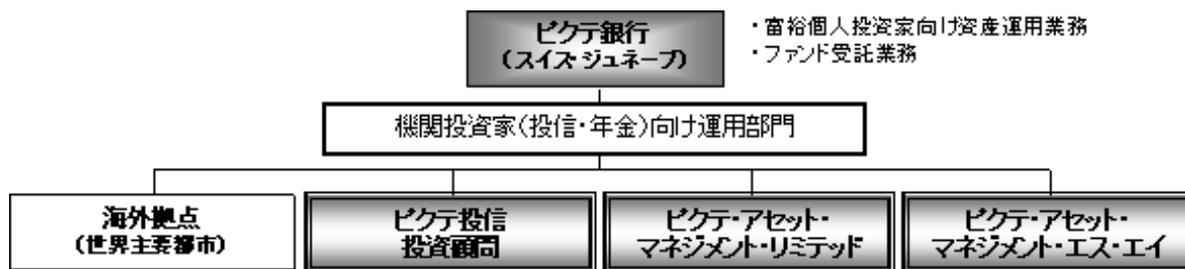 ピクテ銀行
(スイス・ジュネーブ)
・富裕個人投資家向け資産運用業務
・ファンド受託業務
機関投資家(投信・年金)向け運用部門
海外拠点
(世界主要都市)
ピクテ投信
投資顧問
ピクテ・アセット・
マネジメント・リミテッド
ピクテ・アセット・
マネジメント・エス・エイ